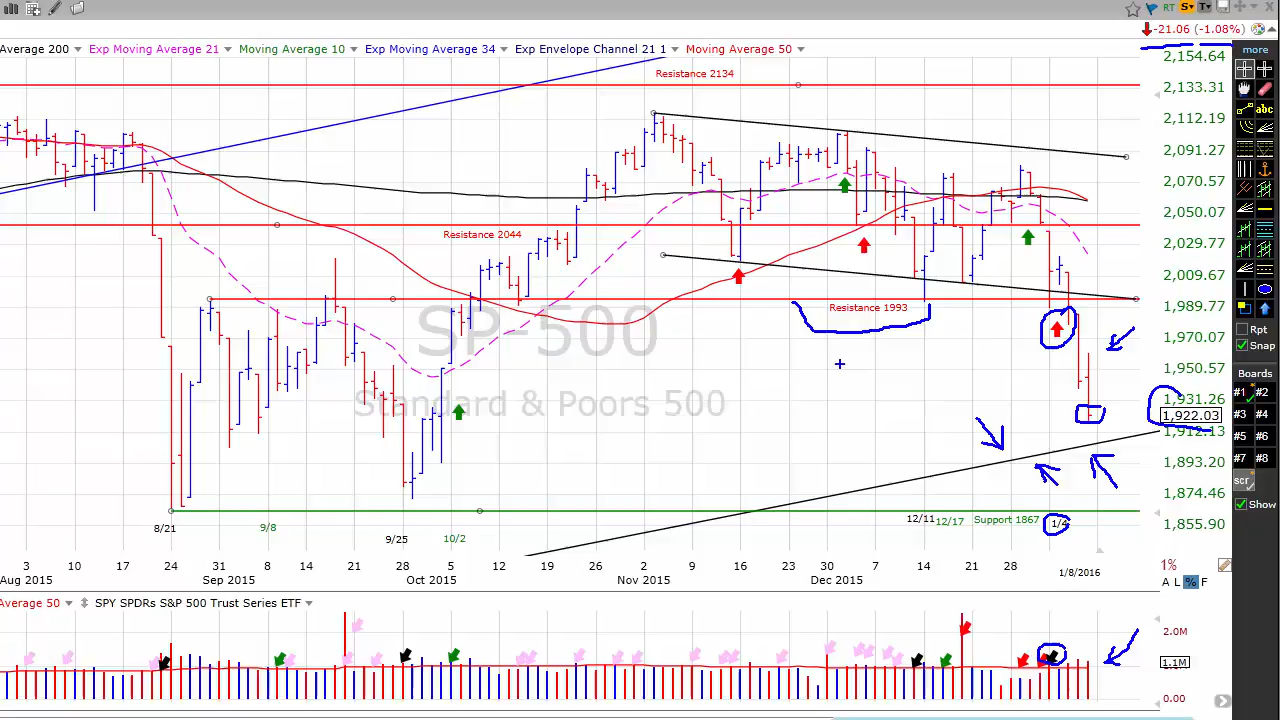 RT S T
-21.06 (-1.08%)
Average 200 Exp Moving Average 21 Moving Average 10 Exp Moving Average 34 Exp Envelope Channel 21 1 Moving Average 50
more
2,154.64
Resistance 2134
2,133.31
abc
2,112.19
2,091.27
2,070.57
2,050.07
Resistance 2044
2,029.77
2,009.67
Resistance 1993
1,989.77
SP-500
Rpt
1,970.07
Snap
1,950.57
Boards
Standard & Poors 500
1,931.26
#1 #2
1,922.03
#3 #4
1,912.13
#5 #6
1,893.20
#7 #8
scr
1,874.46
Show
8/21 9/8 9/25 10/2 12/11 12/17 Support 1867 1/4
1,855.90
3 10 17 24 31 8 14 21 28 5 12 19 26 2 9 16 23 30 7 14 21 28
1%
Aug 2015 Sep 2015 Oct 2015 Nov 2015 Dec 2015 1/8/2016
A L % F
Average 50 SPY SPDRs S&P 500 Trust Series ETF
2.0M
1.1M
0.00